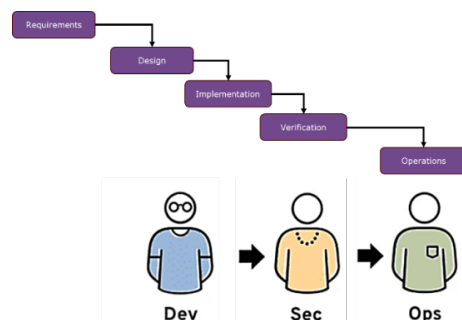 Requirements
Design
Implementation
Verification
Operations
Dev
Sec
Ops